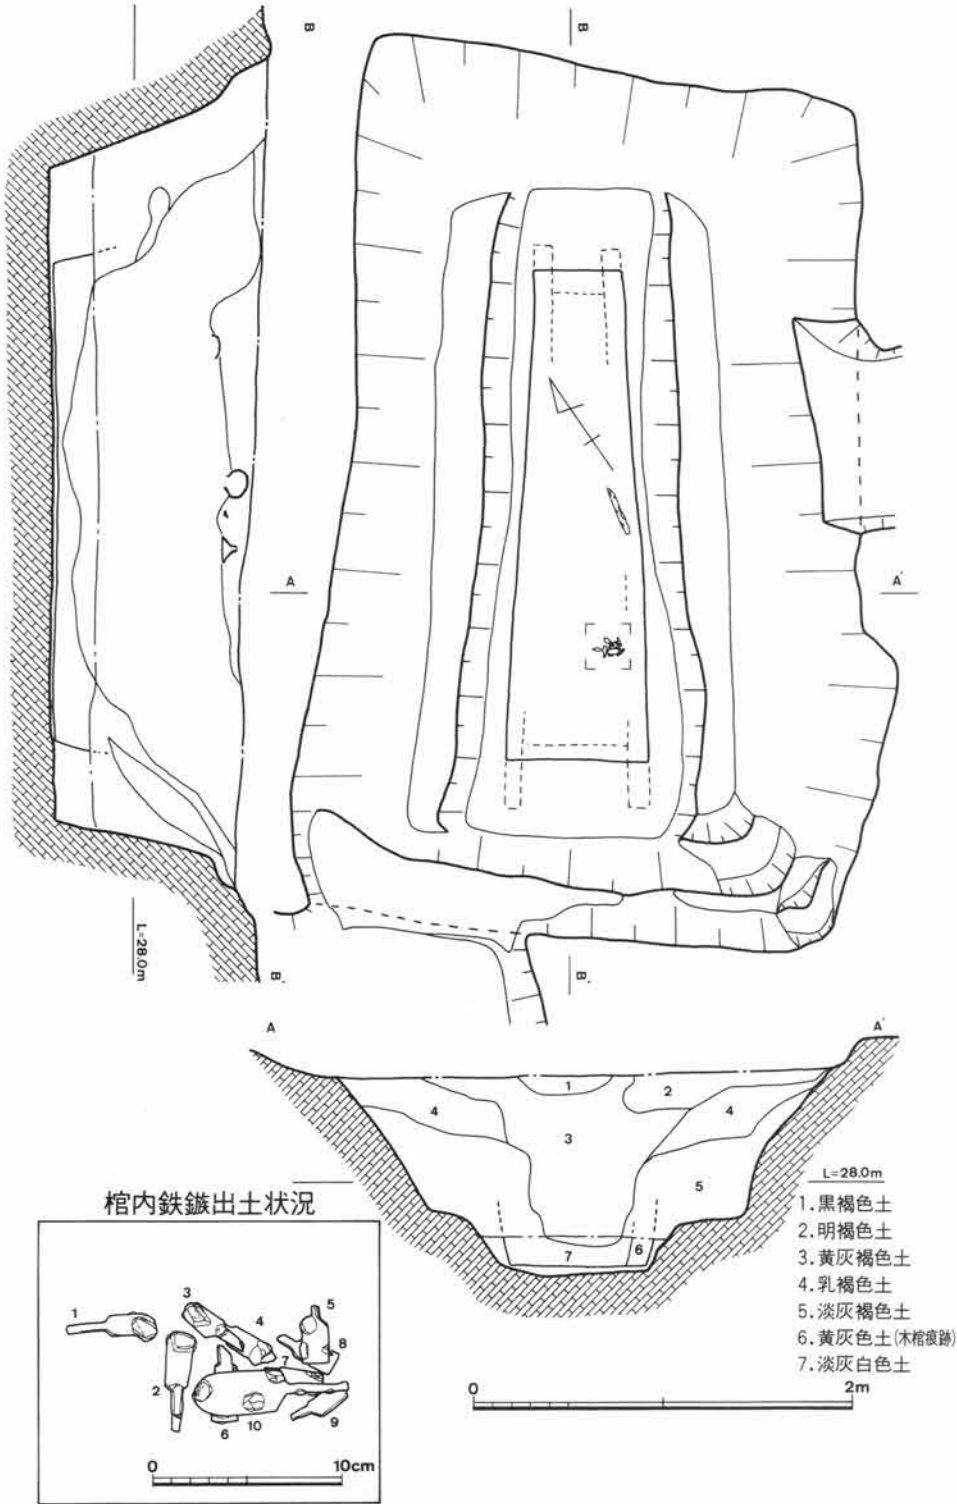 B
B
A
A'
L=28.0m
B'
B'
A
A'
1
2
4
4
3
5
7
6
L=28.0m
1.黒褐色土
2.明褐色土
3.黄灰褐色土
4.乳褐色土
5.淡灰褐色土
6.黄灰色土(木棺痕跡)
7.淡灰白色土
0 2m
棺内鉄鏃出土状況
1
3
4
5
8
7
2
6
10
9
0 10cm